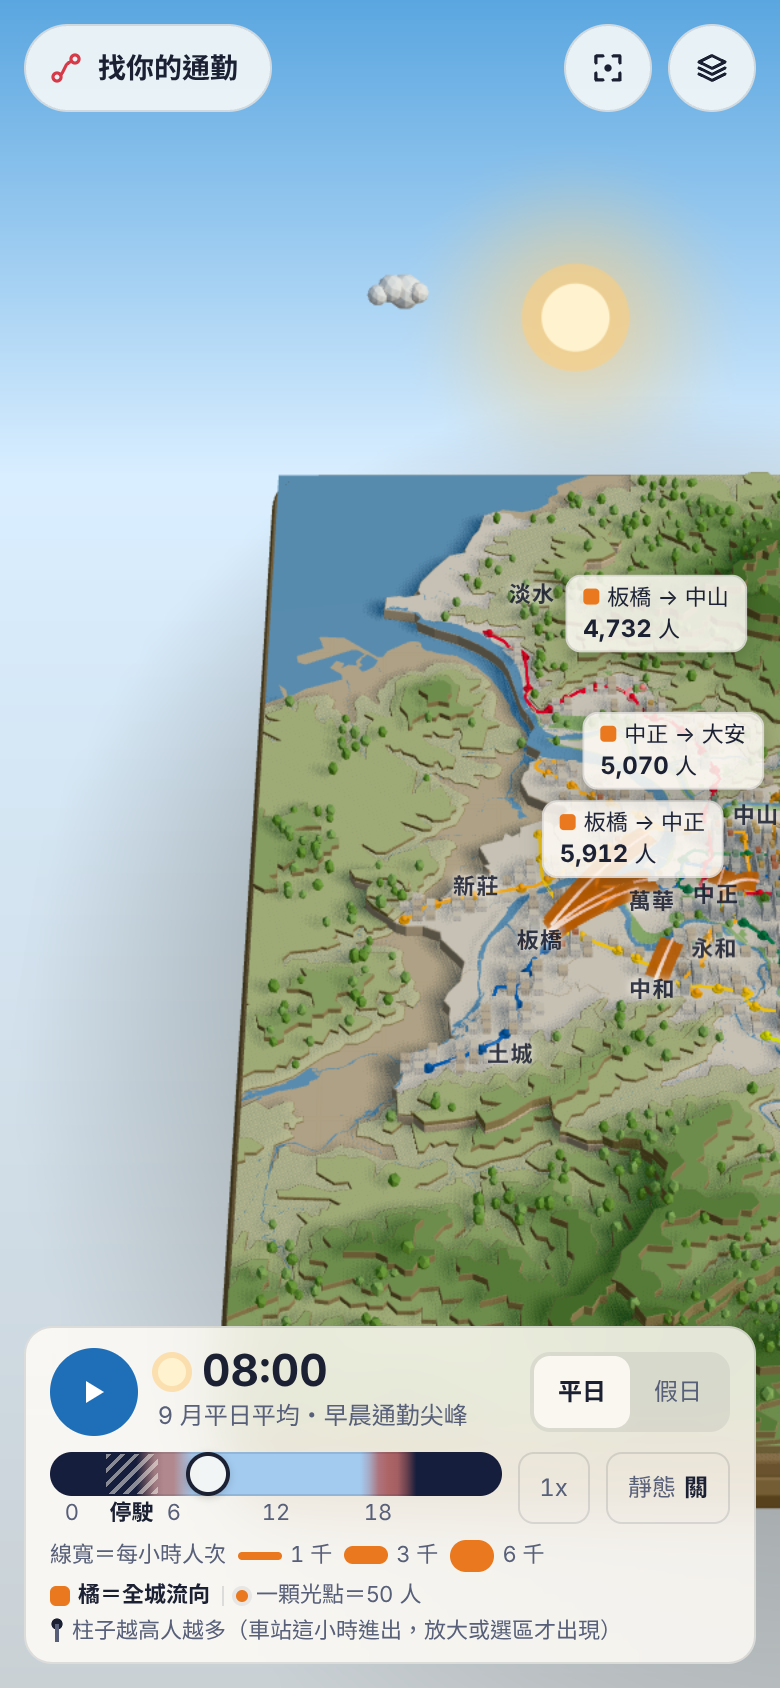 找你的通勤
淡水
板橋 → 中山
4,732 人
中正 → 大安
5,070 人
板橋 → 中正
5,912 人
中山
新莊
萬華
中正
板橋
永和
中和
土城
08:00
9 月平日平均・早晨通勤尖峰
平日
假日
0 停駛 6 12 18
1x
靜態 關
線寬＝每小時人次 1 千 3 千 6 千
橘＝全城流向 一顆光點＝50 人
柱子越高人越多（車站這小時進出，放大或選區才出現）